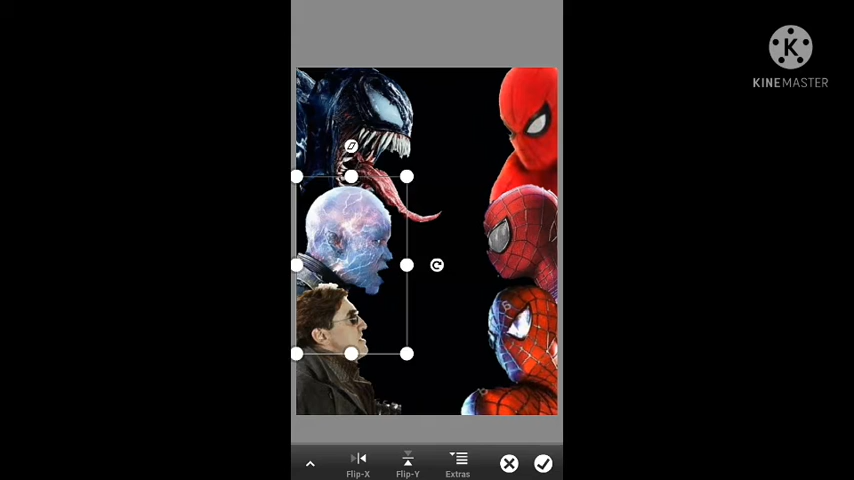 K
KINEMASTER
Flip-X
Flip-Y
Extras